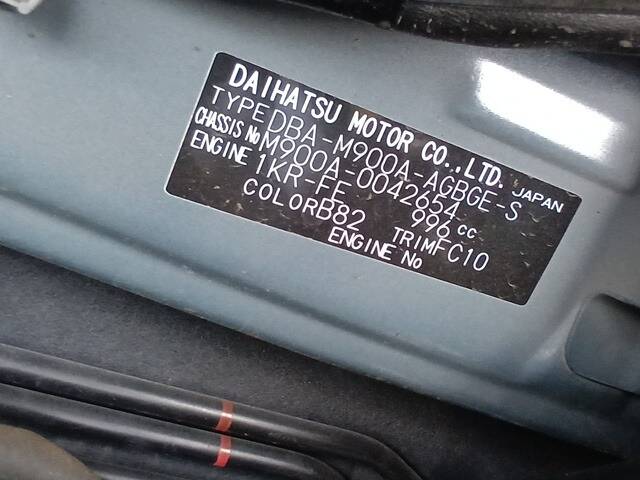 DAIHATSU MOTOR CO.,LTD. JAPAN
TYPE DBA-M900A-AGBGE-S
CHASSIS No M900A-0042654
ENGINE 1KR-FE 996 cc
COLOR B82 TRIM FC10
ENGINE No